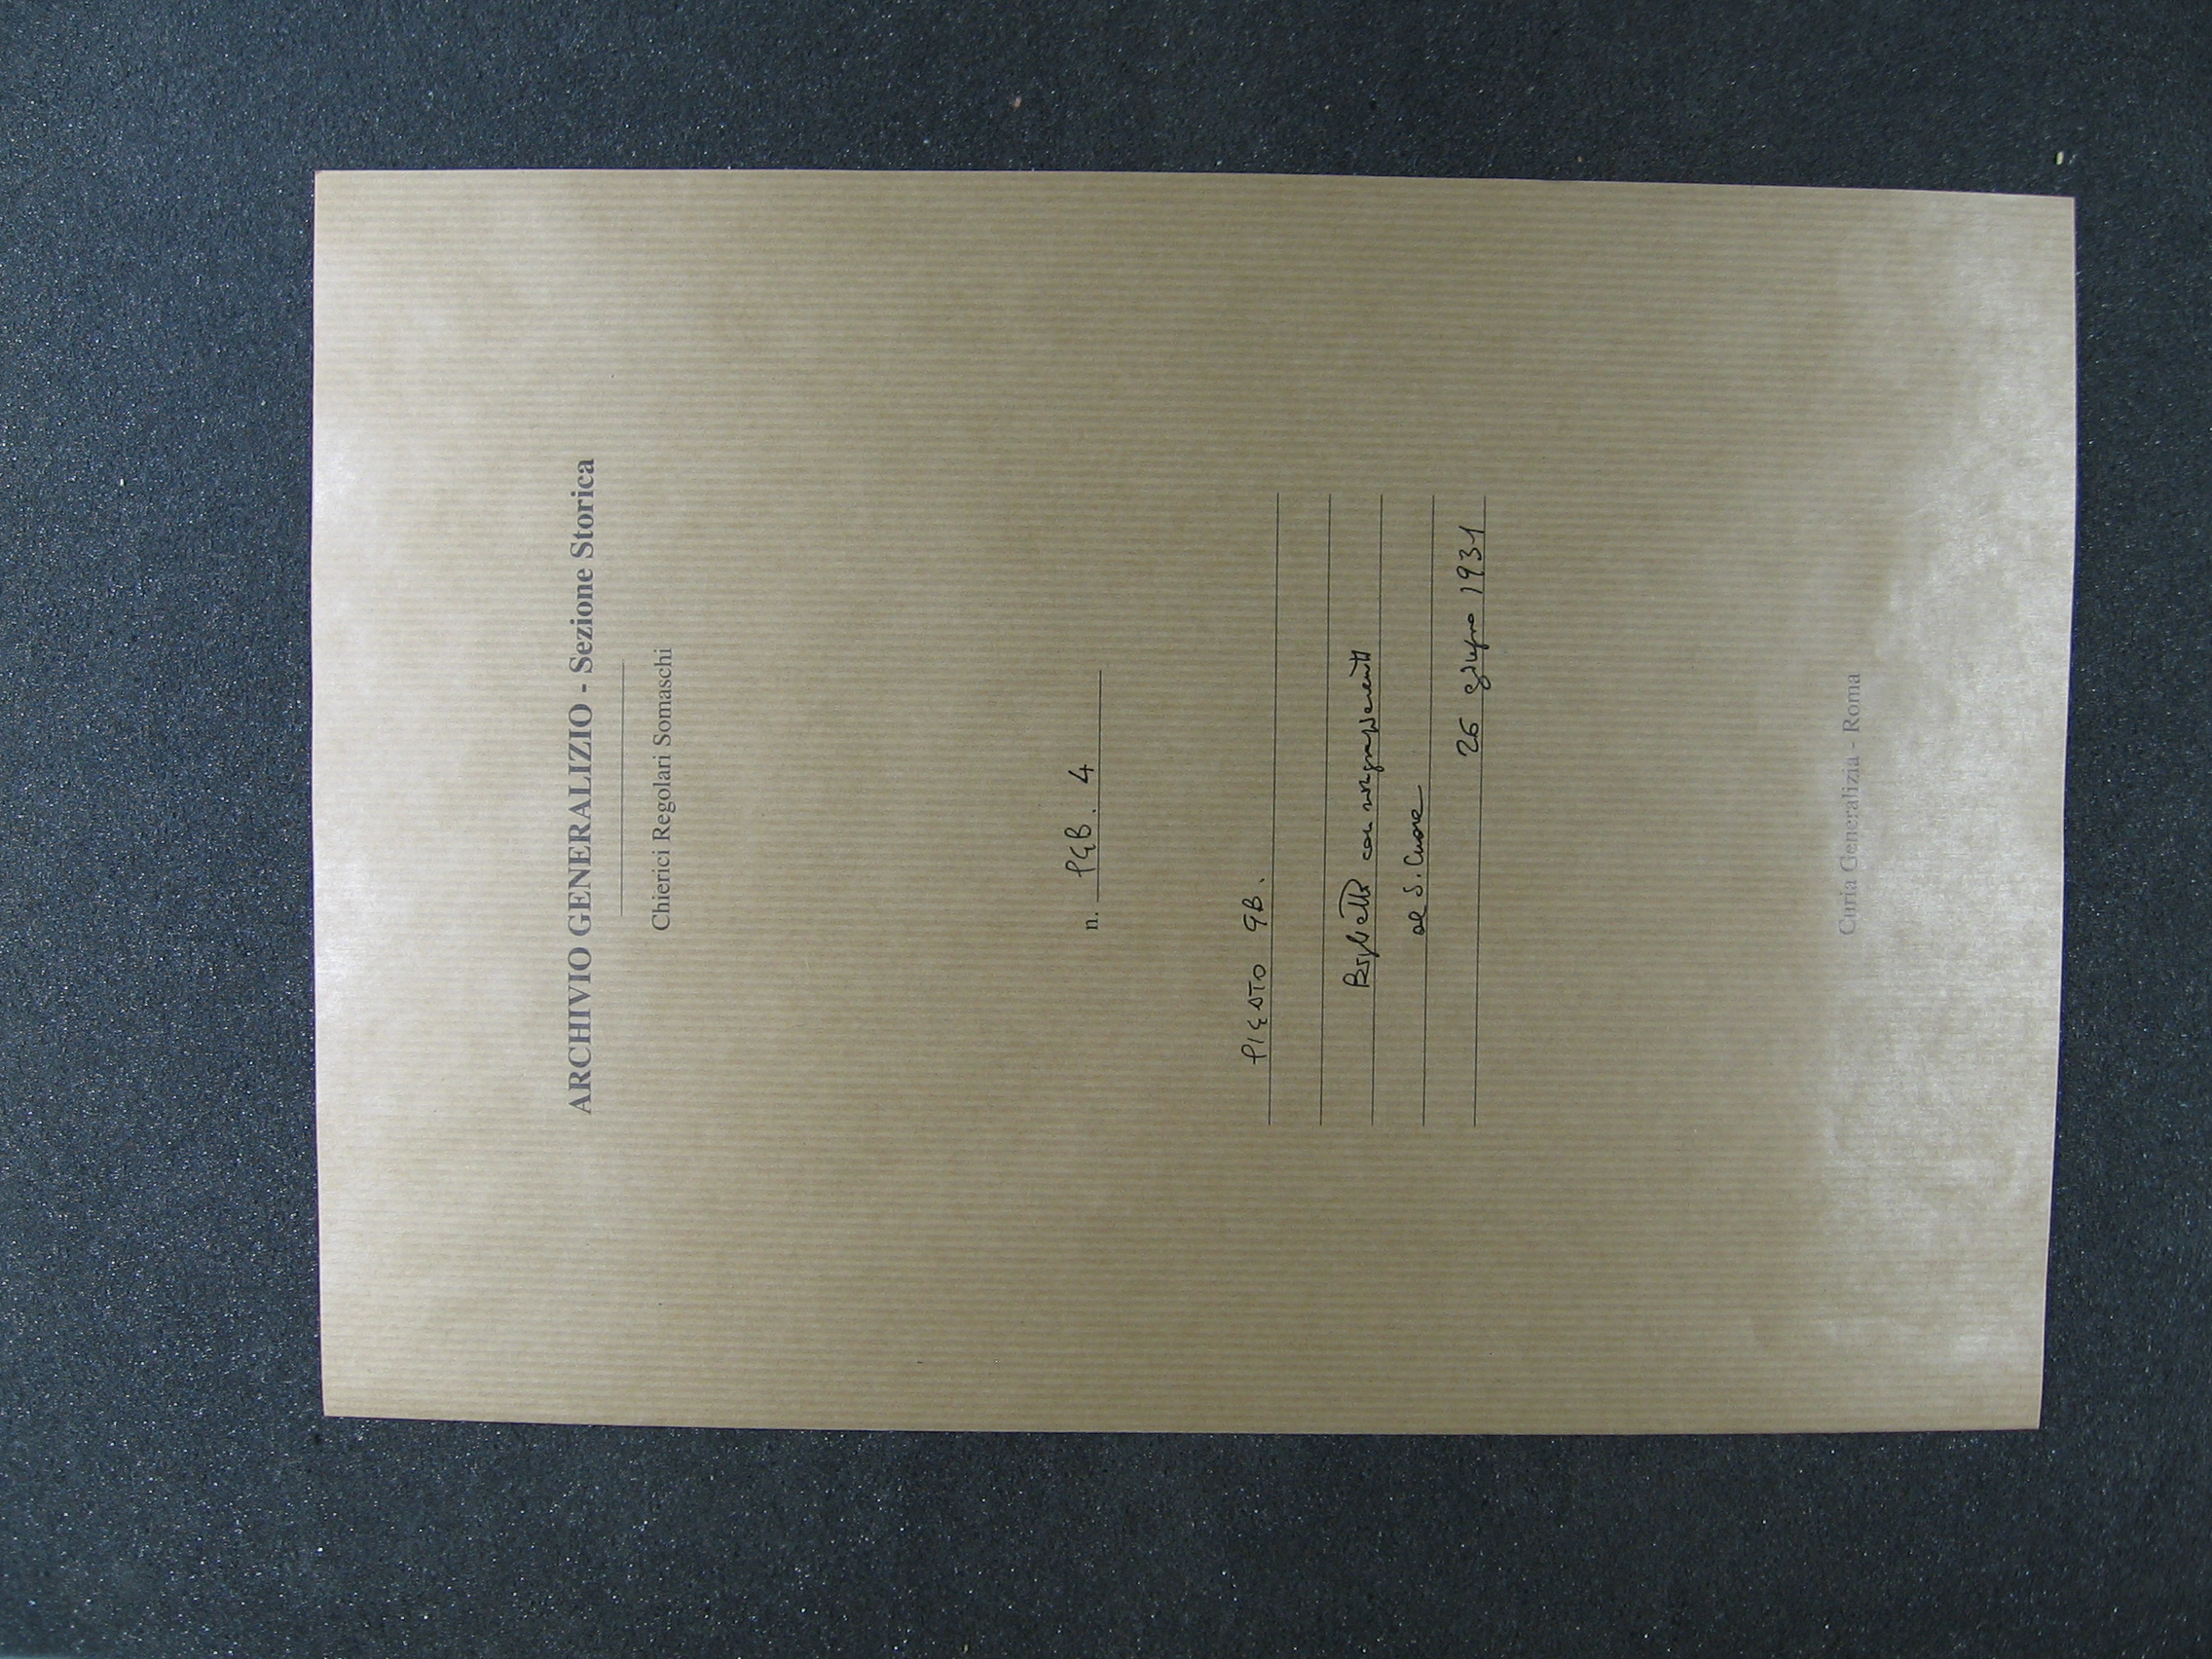 ARCHIVIO GENERALIZIO - Sezione Storica
Chierici Regolari Somaschi
n. PGB. 4
PIGATO GB.
Biglietto con ringraziamenti
al S. Cuore
26 giugno 1931
Curia Generalizia - Roma